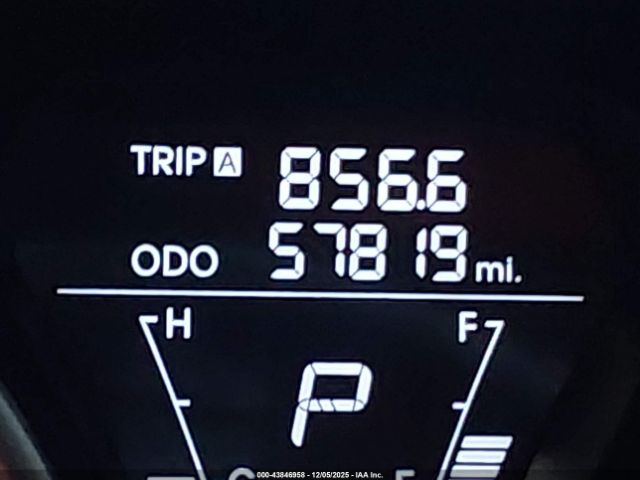 TRIP A 856.6
ODO 57819 mi.
H F
P
C E
000-43846958 - 12/05/2025 - IAA Inc.